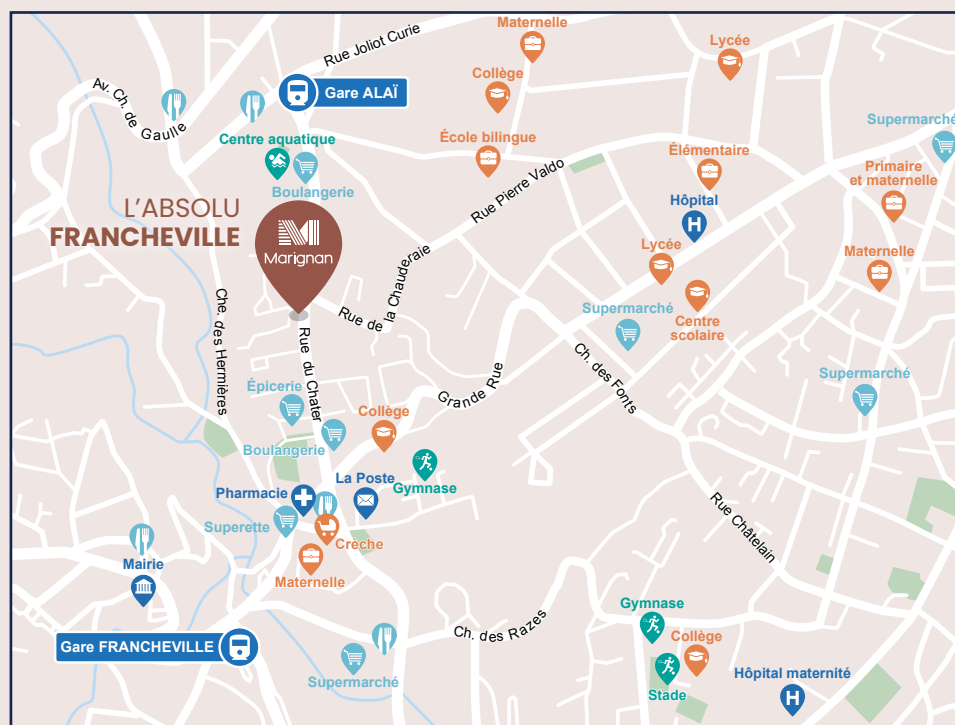 Maternelle
Rue Joliot Curie
Lycée
Collège
Av. Ch. de Gaulle
Gare ALAÏ
Supermarché
Centre aquatique
École bilingue
Élémentaire
Boulangerie
Rue Pierre Valdo
Primaire
et maternelle
Hôpital
H
L'ABSOLU
FRANCHEVILLE
M
Marignan
Lycée
Maternelle
Rue de la Chauderaie
Supermarché
Centre
scolaire
Che. des Hermières
Rue du Chater
Grande Rue
Ch. des Fonts
Supermarché
Épicerie
Collège
Boulangerie
La Poste
Gymnase
Pharmacie
Superette
Crèche
Rue Châtelain
Maternelle
Mairie
Gymnase
Ch. des Razes
Collège
Gare FRANCHEVILLE
Supermarché
Stade
Hôpital maternité
H